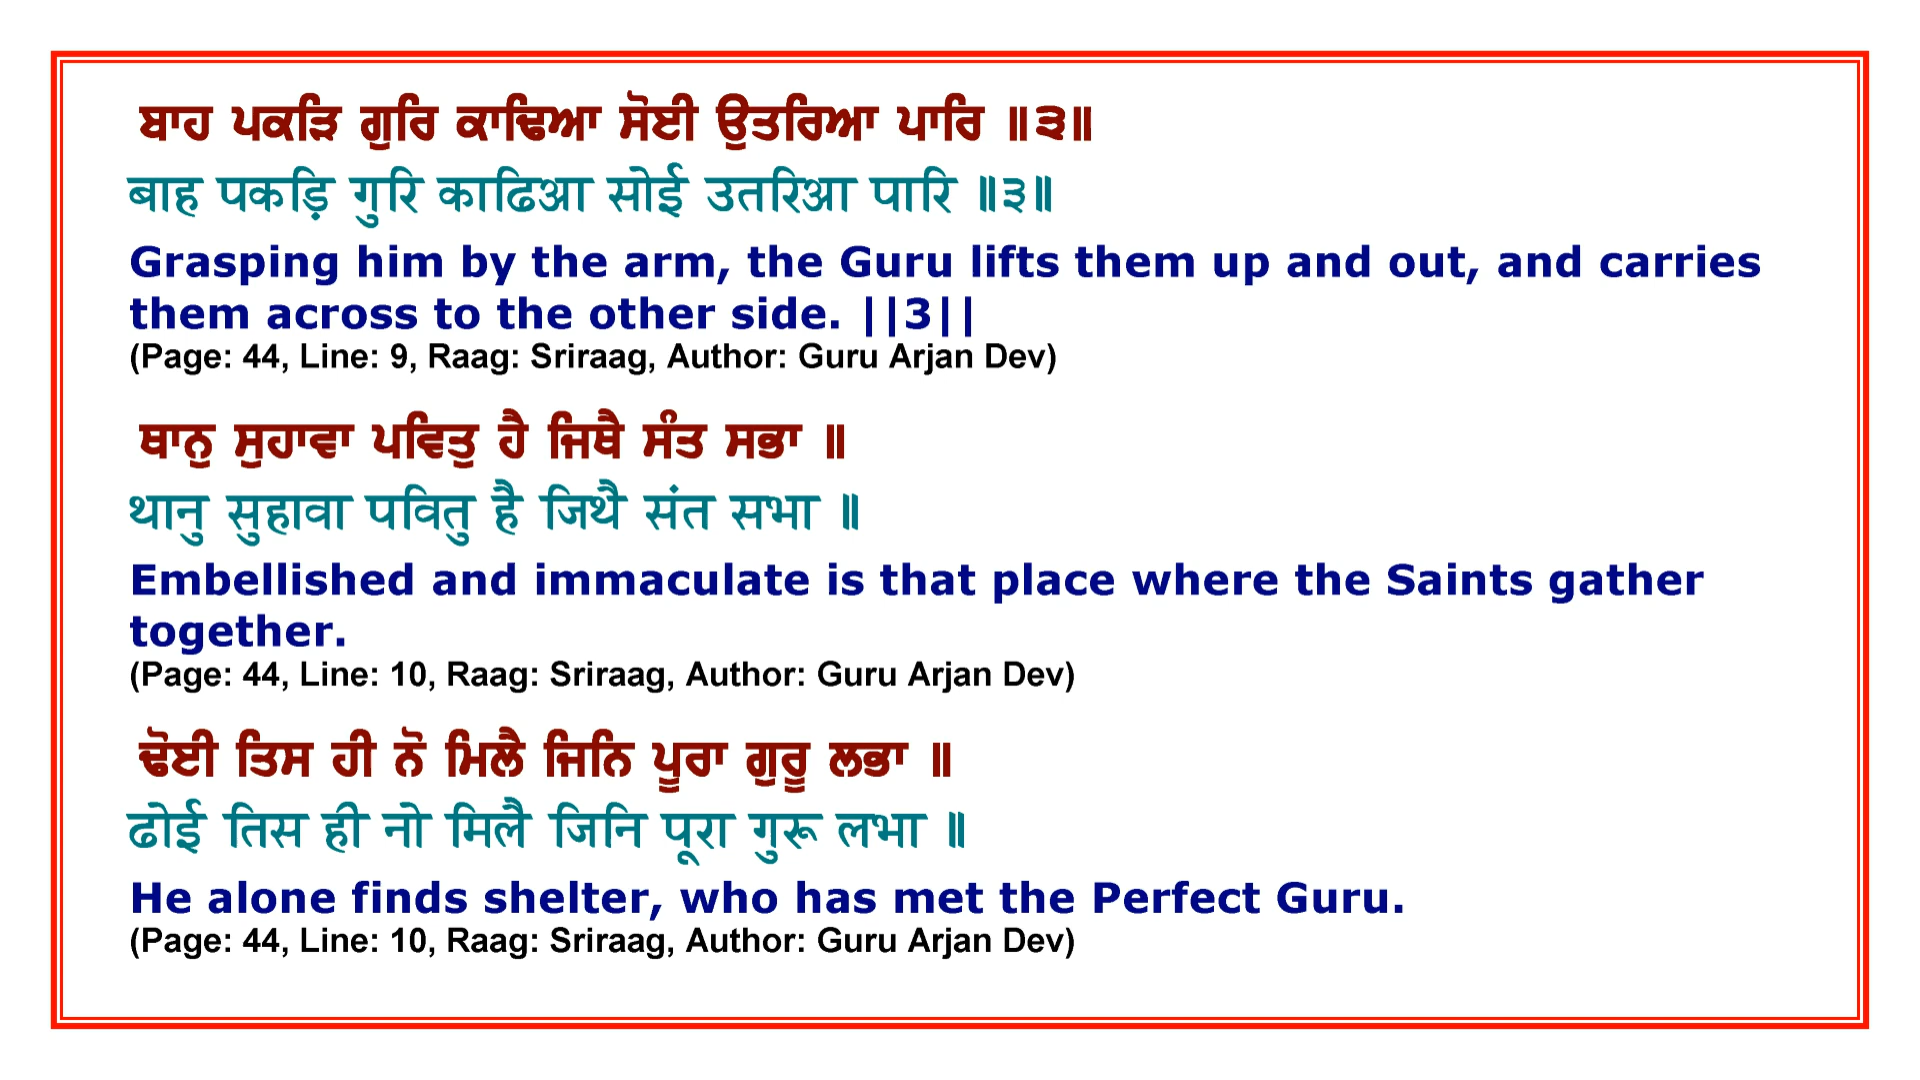 ਬਾਹ ਪਕੜਿ ਗੁਰਿ ਕਾਢਿਆ ਸੋਈ ਉਤਰਿਆ ਪਾਰਿ ॥੩॥
बाह पकड़ि गुरि काढिआ सोई उतरिआ पारि ॥३॥
Grasping him by the arm, the Guru lifts them up and out, and carries
them across to the other side. ||3||
(Page: 44, Line: 9, Raag: Sriraag, Author: Guru Arjan Dev)
ਥਾਨੁ ਸੁਹਾਵਾ ਪਵਿਤੁ ਹੈ ਜਿਥੈ ਸੰਤ ਸਭਾ ॥
थानु सुहावा पवितु है जिथै संत सभा ॥
Embellished and immaculate is that place where the Saints gather
together.
(Page: 44, Line: 10, Raag: Sriraag, Author: Guru Arjan Dev)
ਢੋਈ ਤਿਸ ਹੀ ਨੋ ਮਿਲੈ ਜਿਨਿ ਪੂਰਾ ਗੁਰੂ ਲਭਾ ॥
ढोई तिस ही नो मिलै जिनि पूरा गुरू लभा ॥
He alone finds shelter, who has met the Perfect Guru.
(Page: 44, Line: 10, Raag: Sriraag, Author: Guru Arjan Dev)